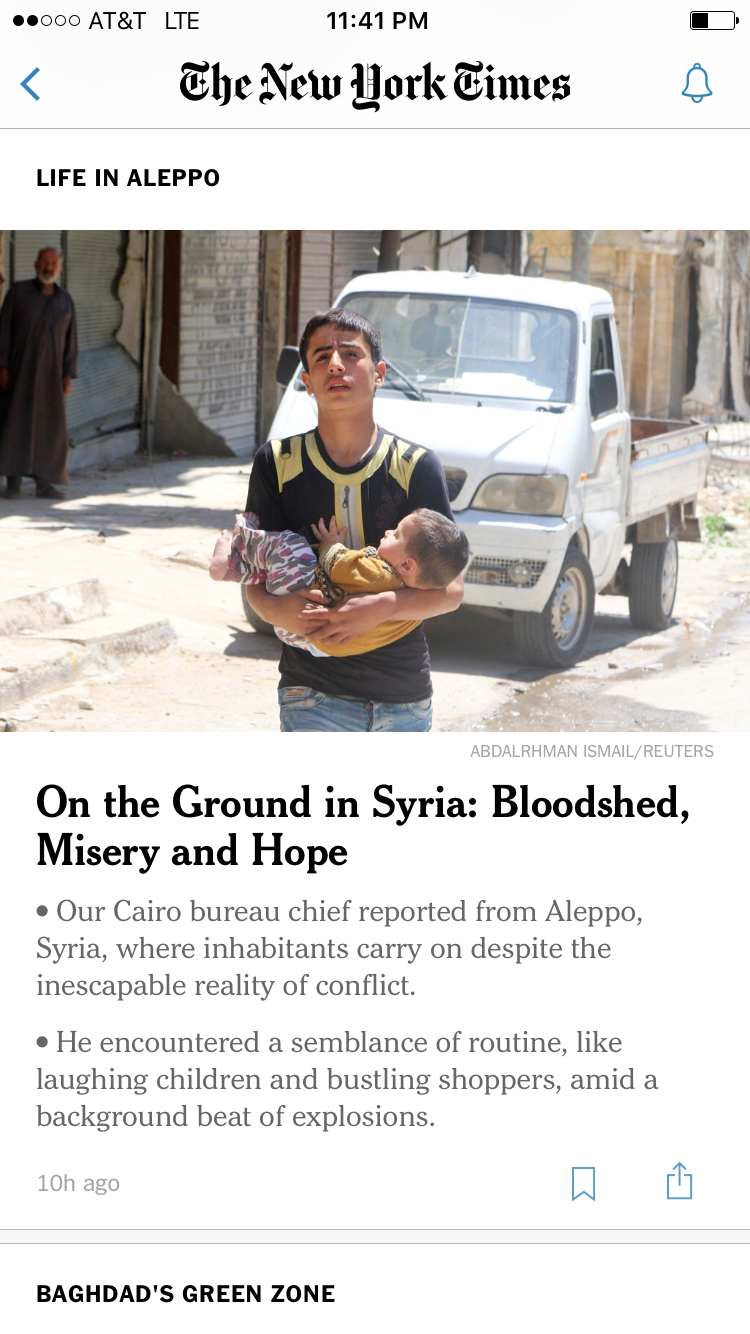 AT&T LTE 11:41 PM
The New York Times
LIFE IN ALEPPO
ABDALRHMAN ISMAIL/REUTERS
On the Ground in Syria: Bloodshed,
Misery and Hope
• Our Cairo bureau chief reported from Aleppo,
Syria, where inhabitants carry on despite the
inescapable reality of conflict.
• He encountered a semblance of routine, like
laughing children and bustling shoppers, amid a
background beat of explosions.
10h ago
BAGHDAD'S GREEN ZONE